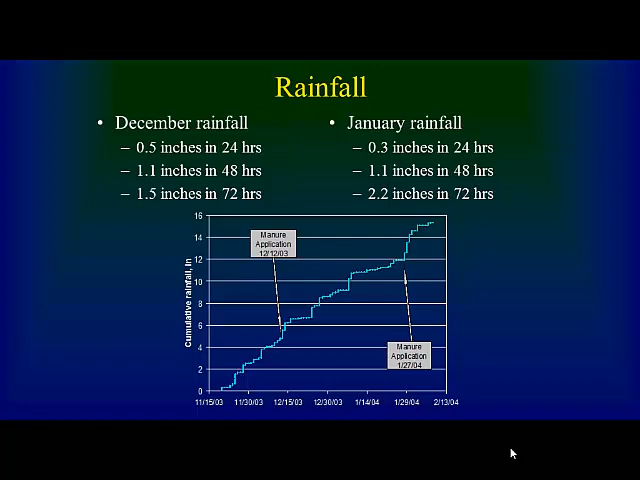 Rainfall
• December rainfall
– 0.5 inches in 24 hrs
– 1.1 inches in 48 hrs
– 1.5 inches in 72 hrs
• January rainfall
– 0.3 inches in 24 hrs
– 1.1 inches in 48 hrs
– 2.2 inches in 72 hrs
Cumulative rainfall, in
16
14
12
10
8
6
4
2
0
Manure
Application
12/12/03
Manure
Application
1/27/04
11/15/03 11/30/03 12/15/03 12/30/03 1/14/04 1/29/04 2/13/04